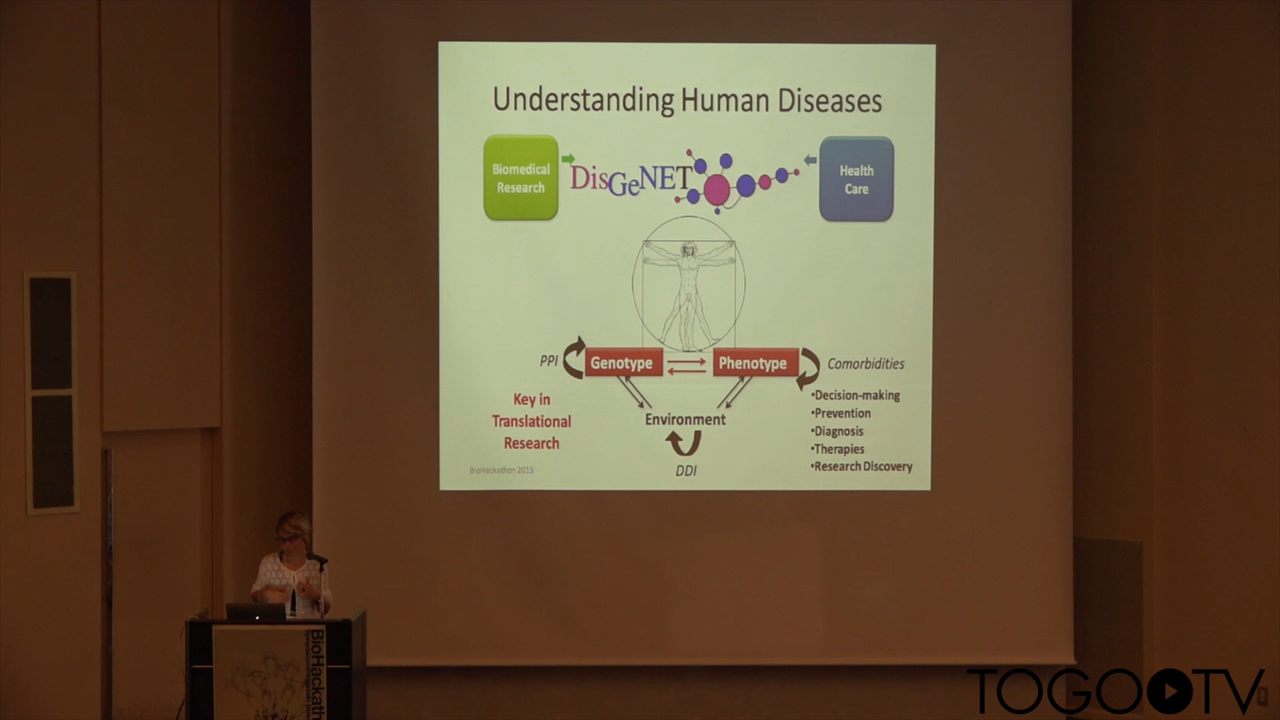 Understanding Human Diseases
Biomedical
Research
DisGeNET
Health
Care
PPI
Genotype
Phenotype
Comorbidities
Key in
Translational
Research
Environment
DDI
•Decision-making
•Prevention
•Diagnosis
•Therapies
•Research Discovery
BioHackathon 2015
BioHackath
TOGO TV